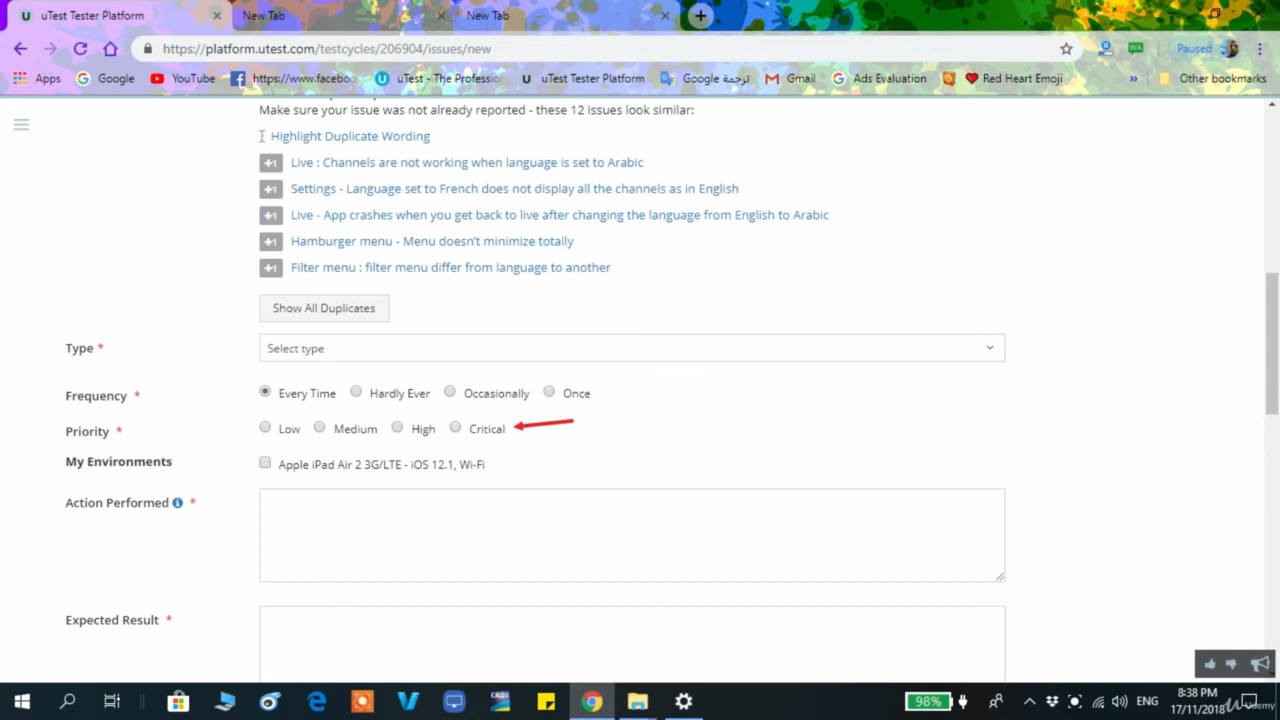 uTest Tester Platform
New Tab
New Tab
https://platform.utest.com/testcycles/206904/issues/new
Paused
Apps
Google
YouTube
https://www.faceboo
uTest - The Professio
uTest Tester Platform
Google ترجمة
Gmail
Ads Evaluation
Red Heart Emoji
»
Other bookmarks
Make sure your issue was not already reported - these 12 issues look similar:
Highlight Duplicate Wording
+1 Live : Channels are not working when language is set to Arabic
+1 Settings - Language set to French does not display all the channels as in English
+1 Live - App crashes when you get back to live after changing the language from English to Arabic
+1 Hamburger menu - Menu doesn't minimize totally
+1 Filter menu : filter menu differ from language to another
Show All Duplicates
Type *
Select type
Frequency *
Every Time
Hardly Ever
Occasionally
Once
Priority *
Low
Medium
High
Critical
My Environments
Apple iPad Air 2 3G/LTE - iOS 12.1, Wi-Fi
Action Performed *
Expected Result *
98%
ENG
8:38 PM
17/11/2018
Udemy